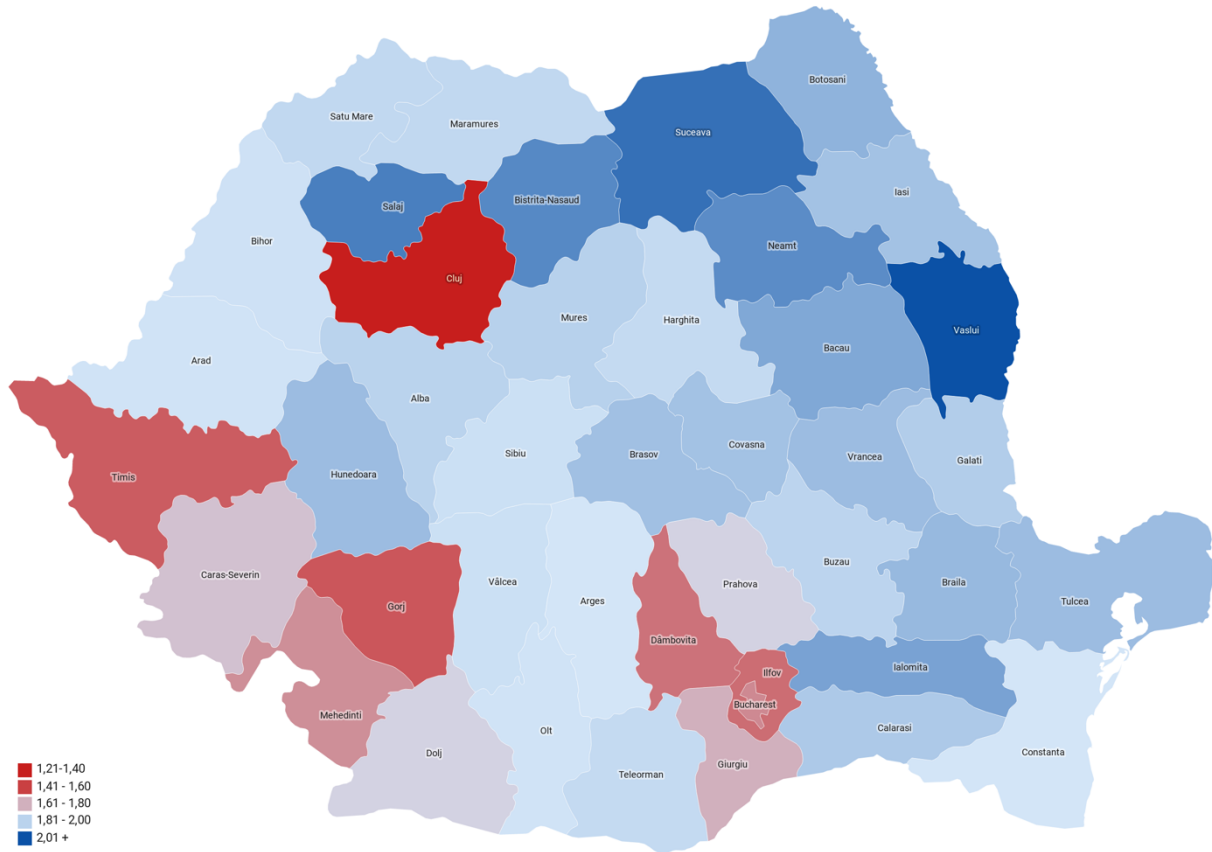 Botosani
Satu Mare
Maramures
Suceava
Iasi
Salaj
Bistrita-Nasaud
Bihor
Neamt
Cluj
Mures
Harghita
Vaslui
Bacau
Arad
Alba
Sibiu
Brasov
Covasna
Vrancea
Galati
Timis
Hunedoara
Caras-Severin
Vâlcea
Arges
Prahova
Buzau
Braila
Tulcea
Gorj
Dâmbovita
Ilfov
Ialomita
Bucharest
Mehedinti
Dolj
Olt
Teleorman
Giurgiu
Calarasi
Constanta
1,21-1,40
1,41 - 1,60
1,61 - 1,80
1,81 - 2,00
2,01 +